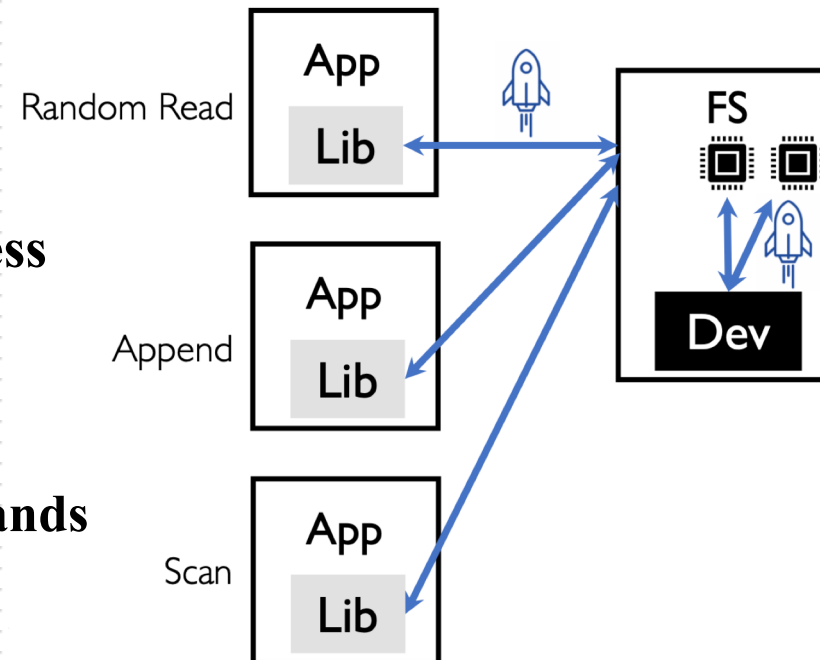 App
Random Read
Lib
FS
ess
App
Append
Lib
Dev
ands
App
Scan
Lib